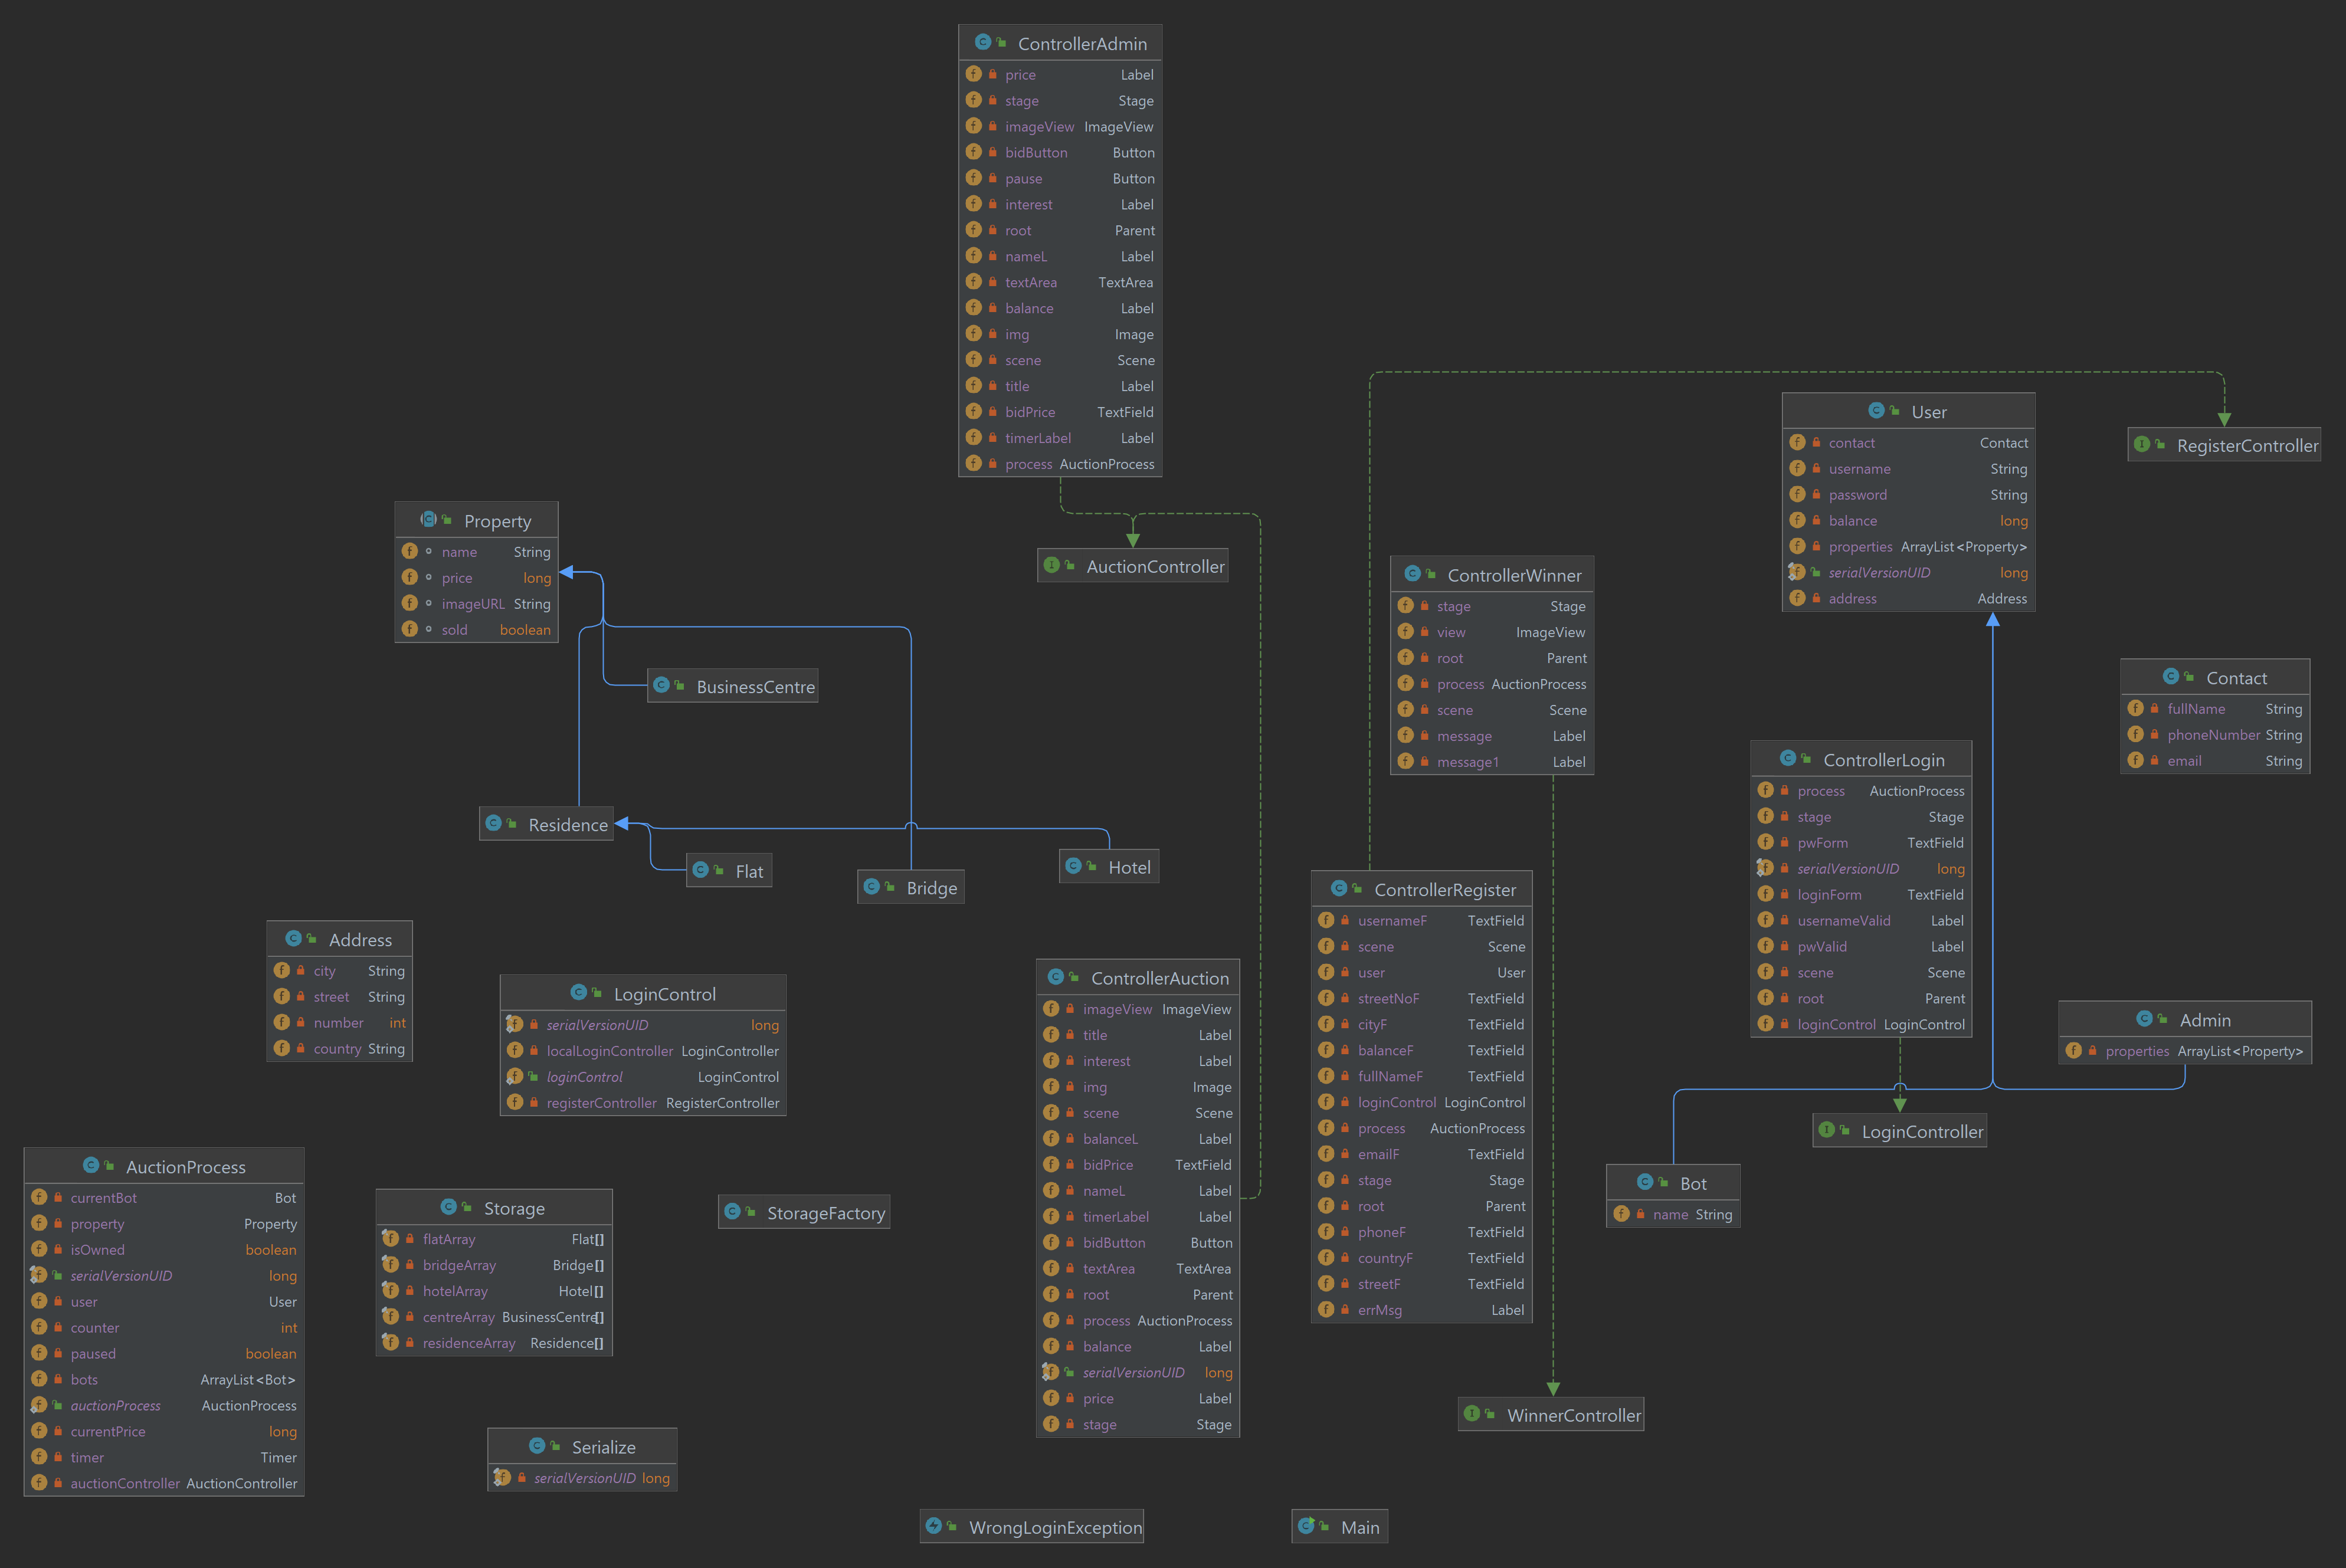 ControllerAdmin
price Label
stage Stage
imageView ImageView
bidButton Button
pause Button
interest Label
root Parent
nameL Label
textArea TextArea
balance Label
img Image
scene Scene
title Label
bidPrice TextField
timerLabel Label
process AuctionProcess
User
contact Contact
username String
password String
balance long
properties ArrayList<Property>
serialVersionUID long
address Address
RegisterController
Property
name String
price long
imageURL String
sold boolean
AuctionController
ControllerWinner
stage Stage
view ImageView
root Parent
process AuctionProcess
scene Scene
message Label
message1 Label
BusinessCentre
Contact
fullName String
phoneNumber String
email String
ControllerLogin
process AuctionProcess
stage Stage
pwForm TextField
serialVersionUID long
loginForm TextField
usernameValid Label
pwValid Label
scene Scene
root Parent
loginControl LoginControl
Residence
Flat
Bridge
Hotel
ControllerRegister
usernameF TextField
scene Scene
user User
streetNoF TextField
cityF TextField
balanceF TextField
fullNameF TextField
loginControl LoginControl
process AuctionProcess
emailF TextField
stage Stage
root Parent
phoneF TextField
countryF TextField
streetF TextField
errMsg Label
Address
city String
street String
number int
country String
LoginControl
serialVersionUID long
localLoginController LoginController
loginControl LoginControl
registerController RegisterController
ControllerAuction
imageView ImageView
title Label
interest Label
img Image
scene Scene
balanceL Label
bidPrice TextField
nameL Label
timerLabel Label
bidButton Button
textArea TextArea
root Parent
process AuctionProcess
balance Label
serialVersionUID long
price Label
stage Stage
Admin
properties ArrayList<Property>
LoginController
AuctionProcess
currentBot Bot
property Property
isOwned boolean
serialVersionUID long
user User
counter int
paused boolean
bots ArrayList<Bot>
auctionProcess AuctionProcess
currentPrice long
timer Timer
auctionController AuctionController
Storage
flatArray Flat[]
bridgeArray Bridge[]
hotelArray Hotel[]
centreArray BusinessCentre[]
residenceArray Residence[]
StorageFactory
Bot
name String
WinnerController
Serialize
serialVersionUID long
WrongLoginException
Main